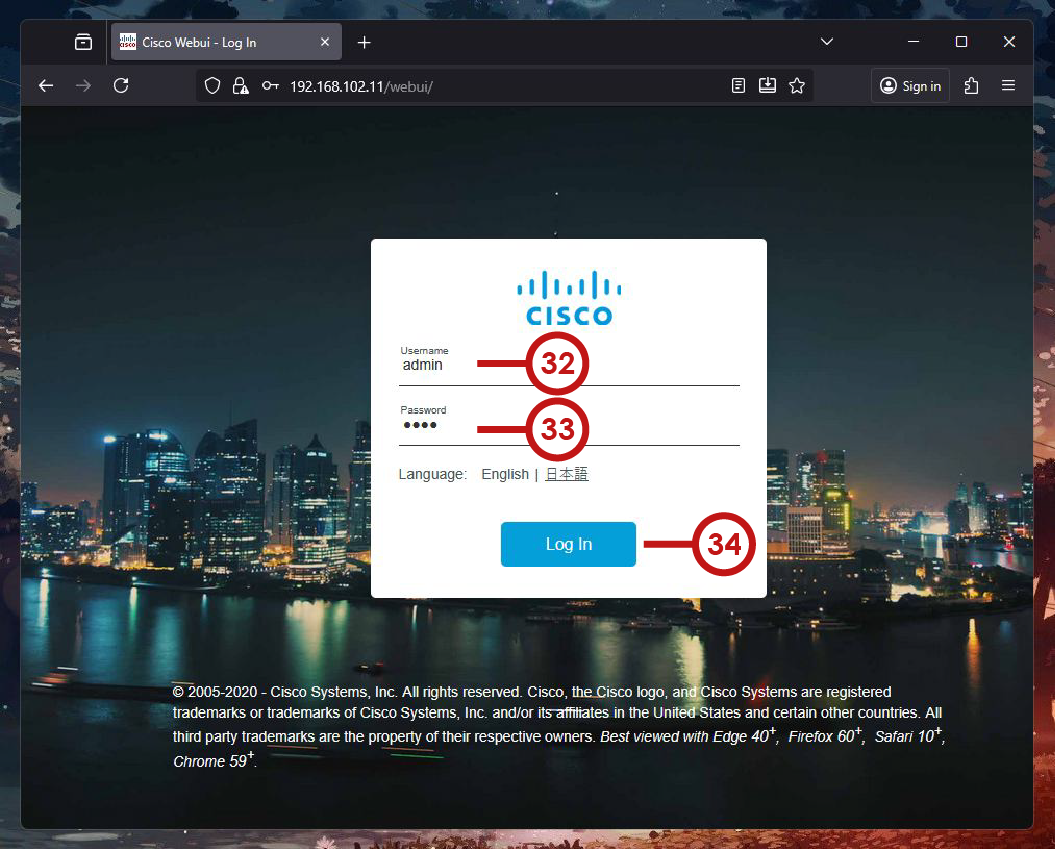 Cisco Webui - Log In
192.168.102.11/webui/
Sign in
CISCO
Username
admin
32
Password
33
Language: English | 日本語
Log In
34
© 2005-2020 - Cisco Systems, Inc. All rights reserved. Cisco, the Cisco logo, and Cisco Systems are registered
trademarks or trademarks of Cisco Systems, Inc. and/or its affiliates in the United States and certain other countries. All
third party trademarks are the property of their respective owners. Best viewed with Edge 40+, Firefox 60+, Safari 10+,
Chrome 59+.